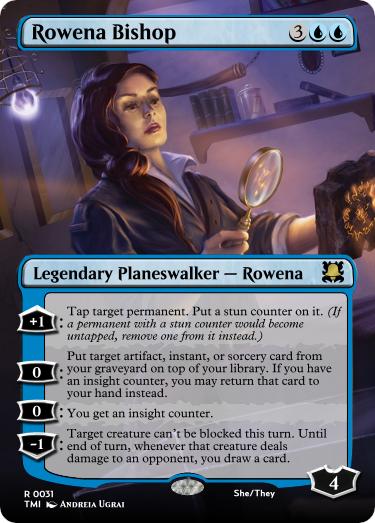 Rowena Bishop 3
Legendary Planeswalker — Rowena
+1: Tap target permanent. Put a stun counter on it. (If
a permanent with a stun counter would become
untapped, remove one from it instead.)
0: Put target artifact, instant, or sorcery card from
your graveyard on top of your library. If you have
an insight counter, you may return that card to
your hand instead.
0: You get an insight counter.
-1: Target creature can't be blocked this turn. Until
end of turn, whenever that creature deals
damage to an opponent, you draw a card.
4
R 0031
TMI Andreia Ugrai
She/They